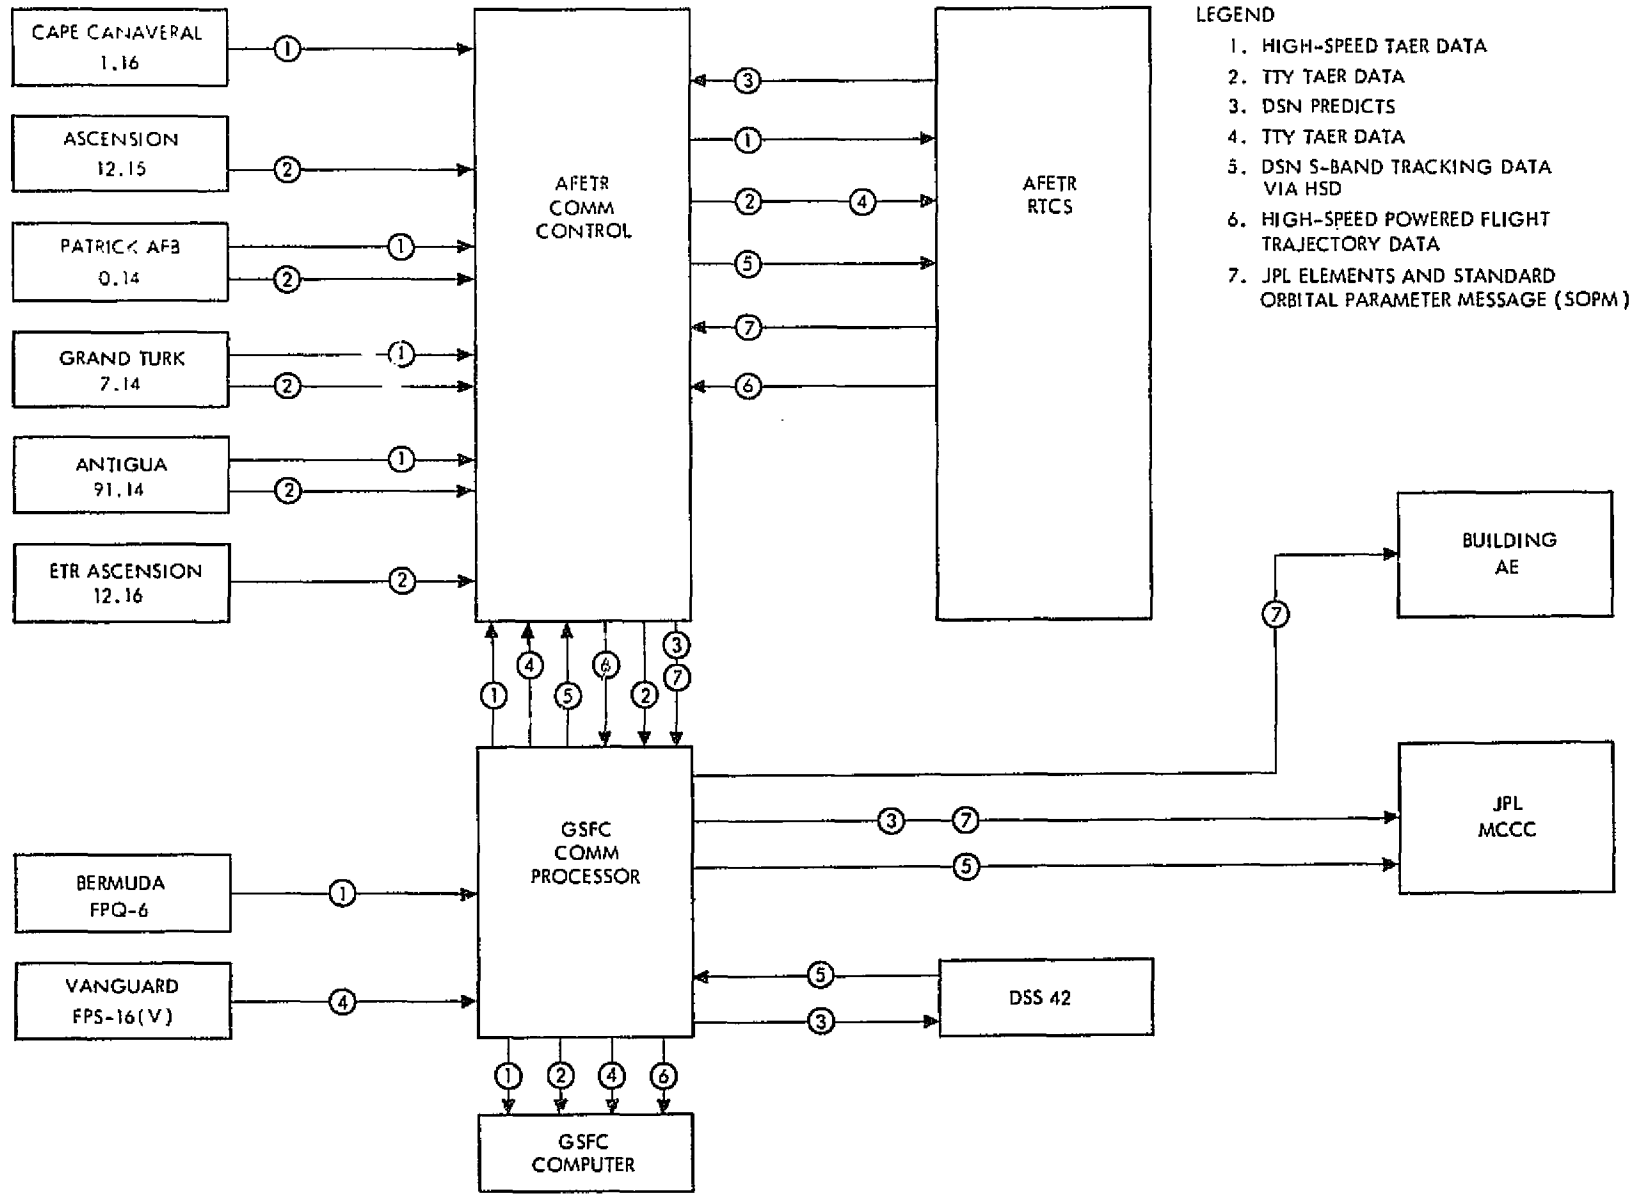 CAPE CANAVERAL
1.16
1
ASCENSION
12.15
2
PATRICK AFB
0.14
1
2
GRAND TURK
7.14
1
2
ANTIGUA
91.14
1
2
ETR ASCENSION
12.16
2
AFETR
COMM
CONTROL
3
1
2 4
5
7
6
AFETR
RTCS
LEGEND
1. HIGH-SPEED TAER DATA
2. TTY TAER DATA
3. DSN PREDICTS
4. TTY TAER DATA
5. DSN S-BAND TRACKING DATA
VIA HSD
6. HIGH-SPEED POWERED FLIGHT
TRAJECTORY DATA
7. JPL ELEMENTS AND STANDARD
ORBITAL PARAMETER MESSAGE (SOPM)
BUILDING
AE
7
1
4
5
6
2
3
7
GSFC
COMM
PROCESSOR
3 7
5
JPL
MCCC
BERMUDA
FPQ-6
1
VANGUARD
FPS-16(V)
4
5
3
DSS 42
1 2 4 6
GSFC
COMPUTER